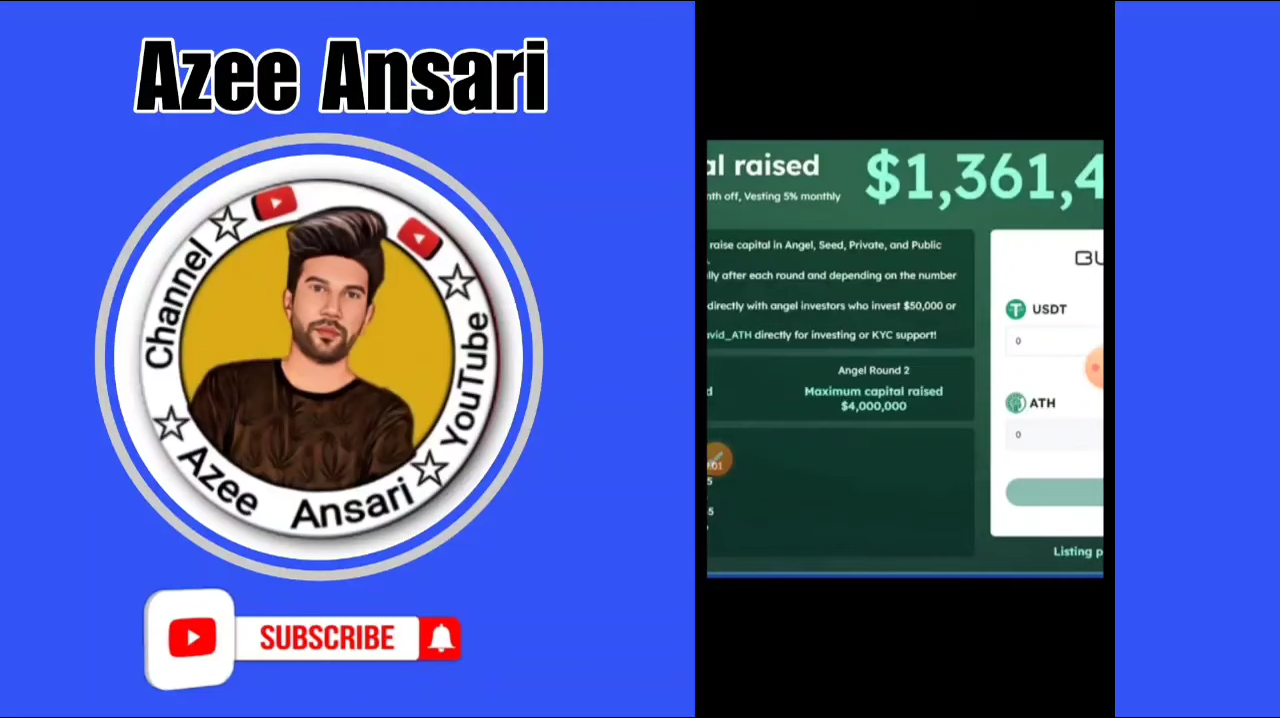 Azee Ansari
Channel
YouTube
Azee Ansari
SUBSCRIBE
al raised
$1,361,4
nth off, Vesting 5% monthly
raise capital in Angel, Seed, Private, and Public
lly after each round and depending on the number
directly with angel investors who invest $50,000 or
vid_ATH directly for investing or KYC support!
d
Angel Round 2
Maximum capital raised
$4,000,000
BU
USDT
0
ATH
0
Listing p